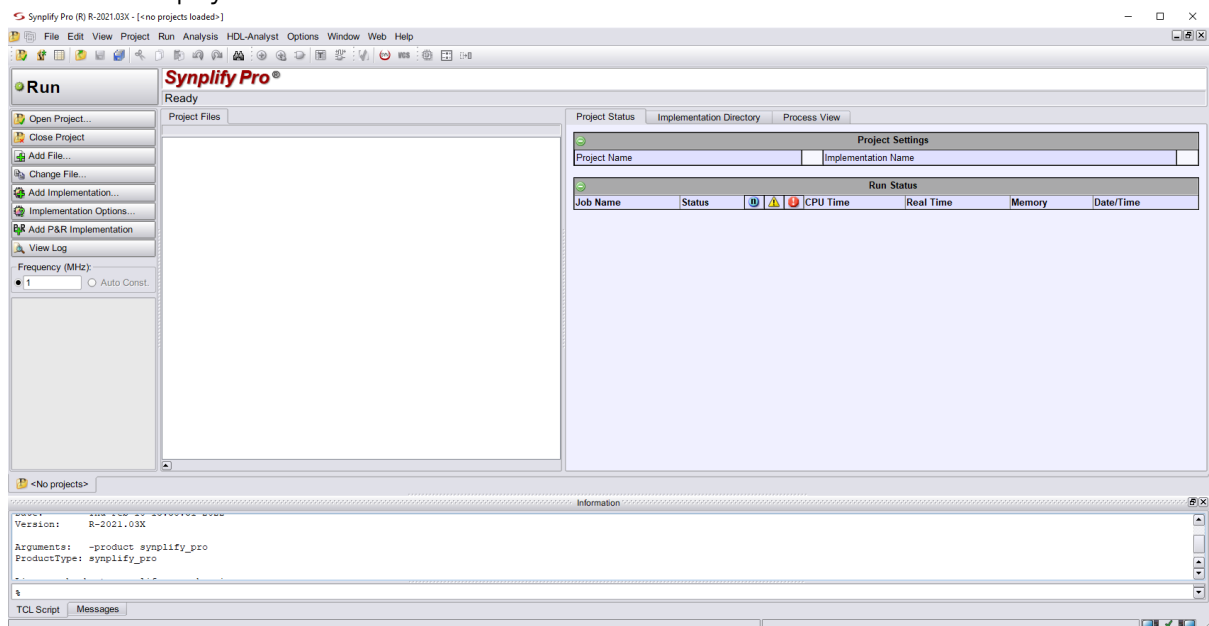 Synplify Pro (R) R-2021.03X - [<no projects loaded>]
File Edit View Project Run Analysis HDL-Analyst Options Window Web Help
Run
Synplify Pro®
Ready
Open Project...
Close Project
Add File...
Change File...
Add Implementation...
Implementation Options...
Add P&R Implementation
View Log
Frequency (MHz):
1 Auto Const.
Project Files
Project Status Implementation Directory Process View
Project Settings
Project Name Implementation Name
Run Status
Job Name Status CPU Time Real Time Memory Date/Time
<No projects>
Information
Version: R-2021.03X
Arguments: -product synplify_pro
ProductType: synplify_pro
%
TCL Script Messages